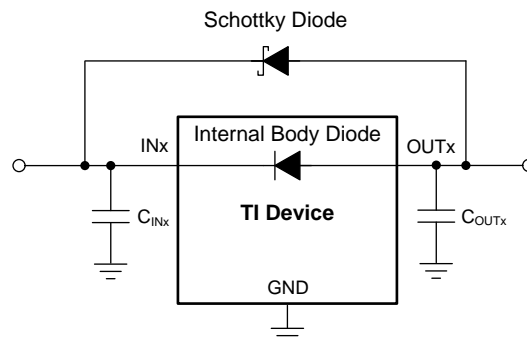 Schottky Diode
Internal Body Diode
INx
OUTx
TI Device
CINx
COUTx
GND